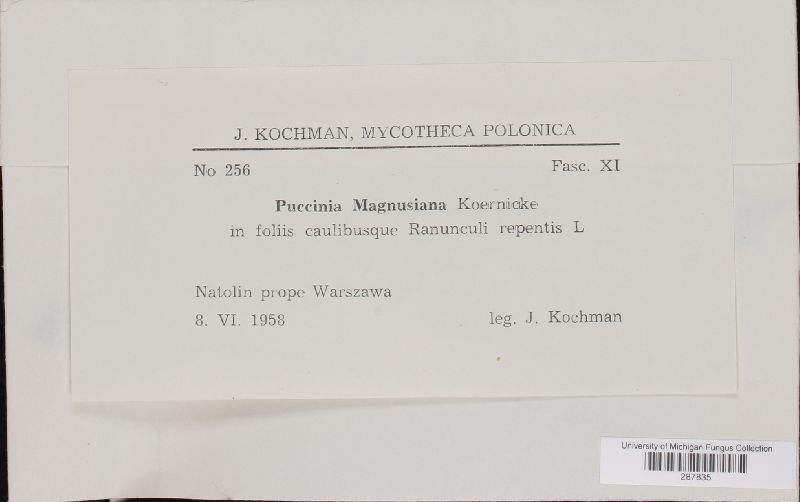 J. KOCHMAN, MYCOTHECA POLONICA
No 256 Fasc. XI
Puccinia Magnusiana Koernicke
in foliis caulibusque Ranunculi repentis L
Natolin prope Warszawa
8. VI. 1958 leg. J. Kochman
University of Michigan Fungus Collection
287835